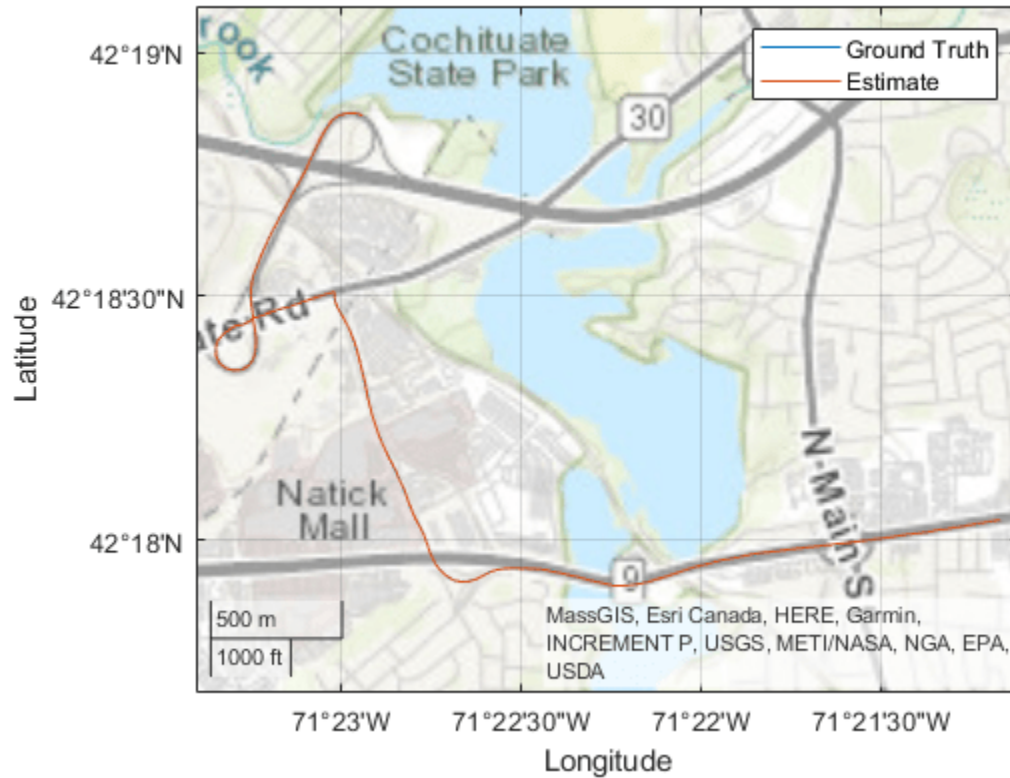 rook
Cochituate
State Park
Ground Truth
Estimate
30
42°19'N
42°18'30"N
42°18'N
Latitude
ate Rd
Natick
Mall
N-Main-S
9
500 m
1000 ft
MassGIS, Esri Canada, HERE, Garmin,
INCREMENT P, USGS, METI/NASA, NGA, EPA,
USDA
71°23'W
71°22'30"W
71°22'W
71°21'30"W
Longitude